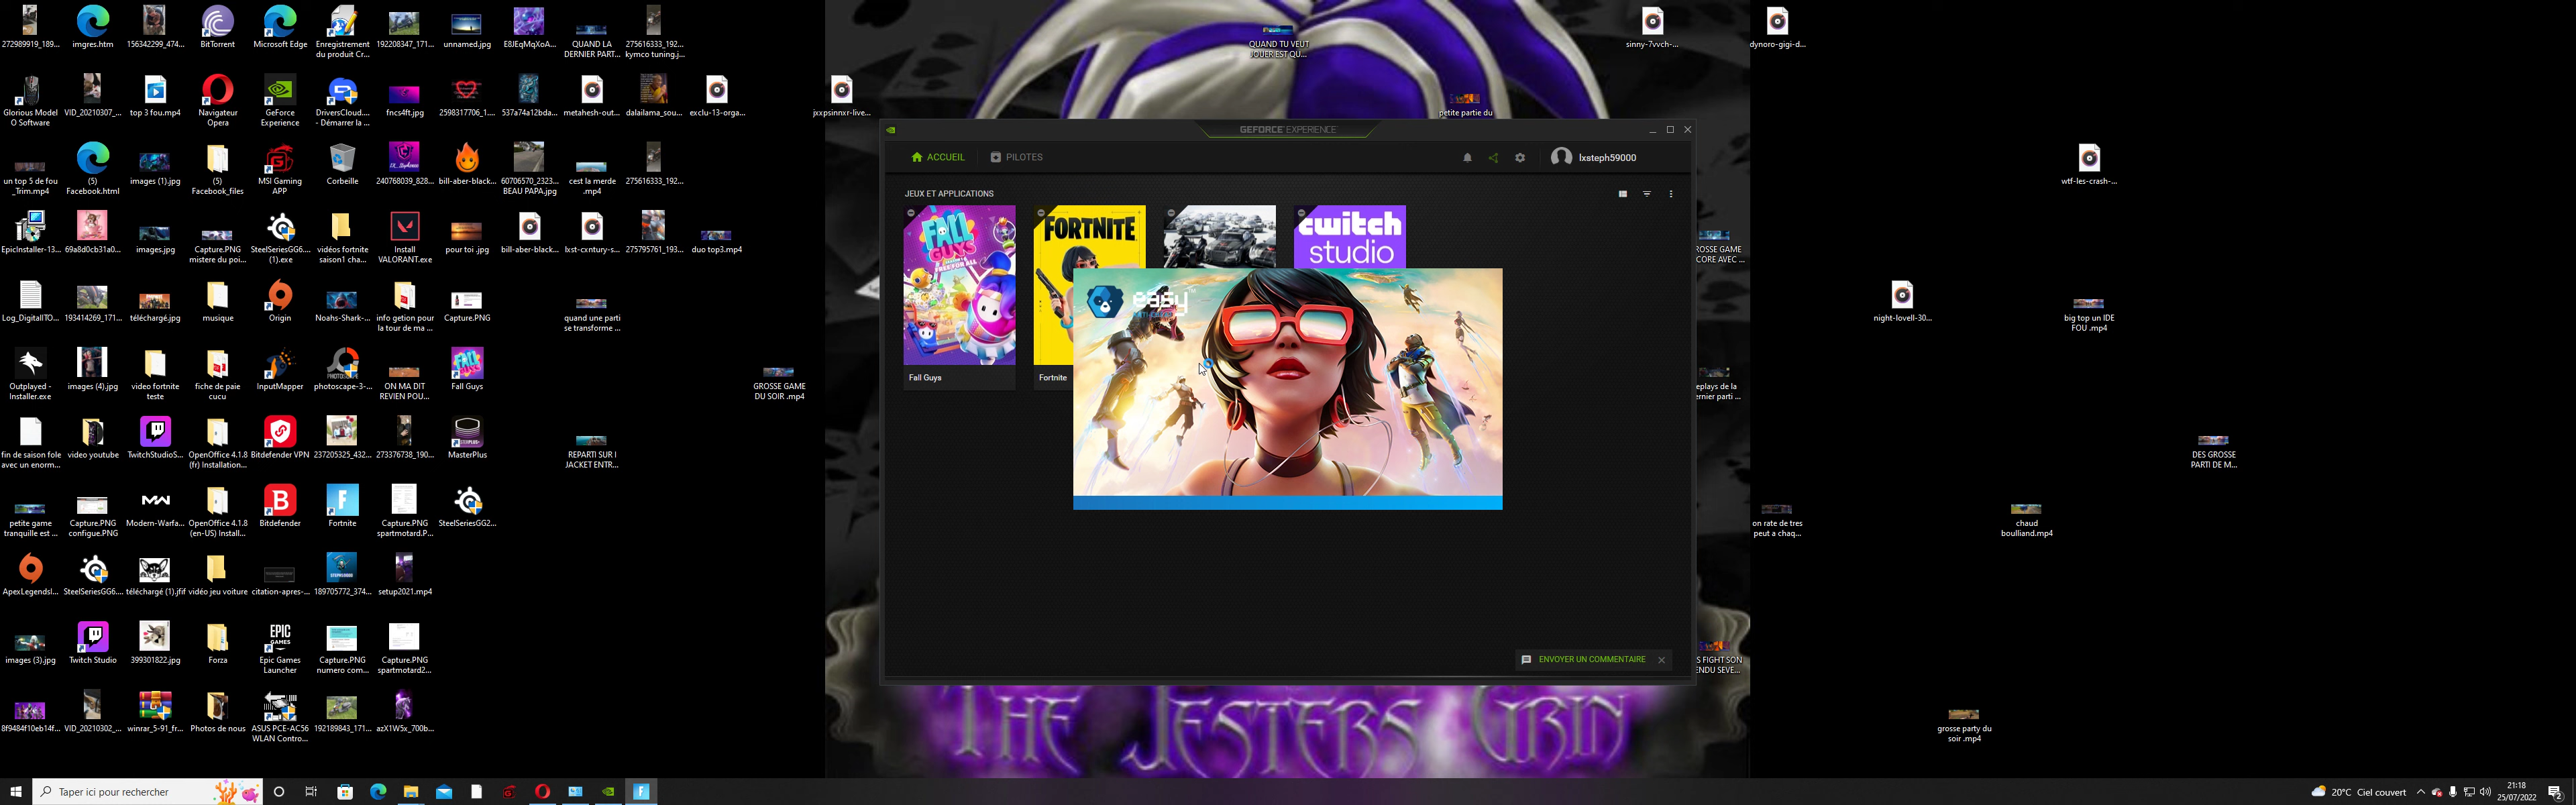 272989919_189...
imgres.htm
156342299_474...
BitTorrent
Microsoft Edge
Enregistrement
du produit Cr...
192208347_171...
unnamed.jpg
E8JEqMqXoA...
QUAND LA
DERNIER PART...
275616333_192...
kymco tuning.j...
QUAND TU VEUT
JOUER EST QU...
sinny-7vvch-...
dynoro-gigi-d...
Glorious Model
O Software
VID_20210307_...
top 3 fou.mp4
Navigateur
Opera
GeForce
Experience
DriversCloud....
- Démarrer la ...
fncs4ft.jpg
2598317706_1....
537a74a12bda...
metahesh-out...
dalailama_sou...
exclu-13-orga...
jxxpsinnxr-live...
petite partie du
un top 5 de fou
_Trim.mp4
(5)
Facebook.html
images (1).jpg
(5)
Facebook_files
MSI Gaming
APP
Corbeille
240768039_828...
bill-aber-black...
60706570_2323...
BEAU PAPA.jpg
cest la merde
.mp4
275616333_192...
wtf-les-crash-...
EpicInstaller-13...
69a8d0cb31a0...
images.jpg
Capture.PNG
mistere du poi...
SteelSeriesGG6...
(1).exe
vidéos fortnite
saison1 cha...
Install
VALORANT.exe
pour toi .jpg
bill-aber-black...
lxst-cxntury-s...
275795761_193...
duo top3.mp4
ROSSE GAME
CORE AVEC ...
Log_DigitalITO...
193414269_171...
téléchargé.jpg
musique
Origin
Noahs-Shark-...
info getion pour
la tour de ma ...
Capture.PNG
quand une parti
se transforme ...
night-lovell-30...
big top un IDE
FOU .mp4
Outplayed -
Installer.exe
images (4).jpg
video fortnite
teste
fiche de paie
cucu
InputMapper
photoscape-3-...
ON MA DIT
REVIEN POU...
Fall Guys
GROSSE GAME
DU SOIR .mp4
eplays de la
ernier parti ...
fin de saison fole
avec un enorm...
video youtube
TwitchStudioS...
OpenOffice 4.1.8
(fr) Installation...
Bitdefender VPN
237205325_432...
273376738_190...
MasterPlus
REPARTI SUR l
JACKET ENTR...
DES GROSSE
PARTI DE M...
petite game
tranquille est ...
Capture.PNG
configue.PNG
Modern-Warfa...
OpenOffice 4.1.8
(en-US) Install...
Bitdefender
Fortnite
Capture.PNG
spartmotard.P...
SteelSeriesGG2...
on rate de tres
peut a chaq...
chaud
boulliand.mp4
ApexLegendsI...
SteelSeriesGG6....
téléchargé (1).jfif
vidéo jeu voiture
citation-apres-...
189705772_374...
setup2021.mp4
images (3).jpg
Twitch Studio
399301822.jpg
Forza
Epic Games
Launcher
Capture.PNG
numero com...
Capture.PNG
spartmotard2...
S FIGHT SON
ENDU SEVE...
8f9484f10eb14f...
VID_20210302_...
winrar_5-91_fr...
Photos de nous
ASUS PCE-AC56
WLAN Contro...
192189843_171...
azX1W5x_700b...
grosse party du
soir .mp4
GEFORCE EXPERIENCE
ACCUEIL
PILOTES
lxsteph59000
JEUX ET APPLICATIONS
FALL
GUYS
FREE FOR ALL
FORTNITE
twitch
studio
easy
Fall Guys
Fortnite
ENVOYER UN COMMENTAIRE
THE JESTERS GRIN
Taper ici pour rechercher
20°C Ciel couvert
21:18
25/07/2022
2